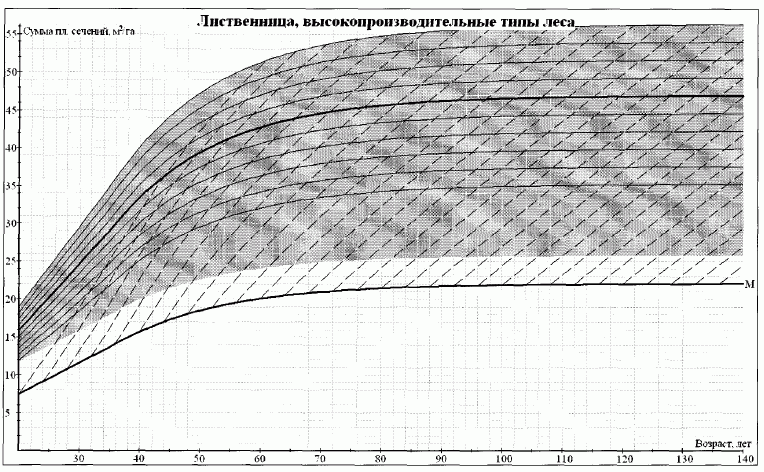 Лиственница, высокопроизводительные типы леса
Сумма пл. сечений, м²/га
55
50
45
40
35
30
25
20
15
10
5
М
Возраст, лет
30 40 50 60 70 80 90 100 110 120 130 140